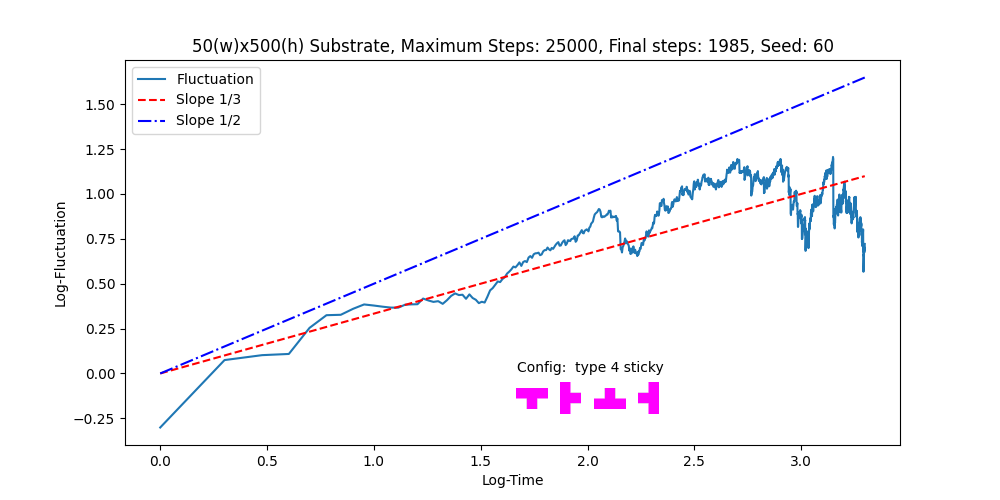 50(w)x500(h) Substrate, Maximum Steps: 25000, Final steps: 1985, Seed: 60
Fluctuation
Slope 1/3
Slope 1/2
1.50
1.25
1.00
0.75
0.50
0.25
0.00
−0.25
Log-Fluctuation
Config:  type 4 sticky
0.0 0.5 1.0 1.5 2.0 2.5 3.0
Log-Time